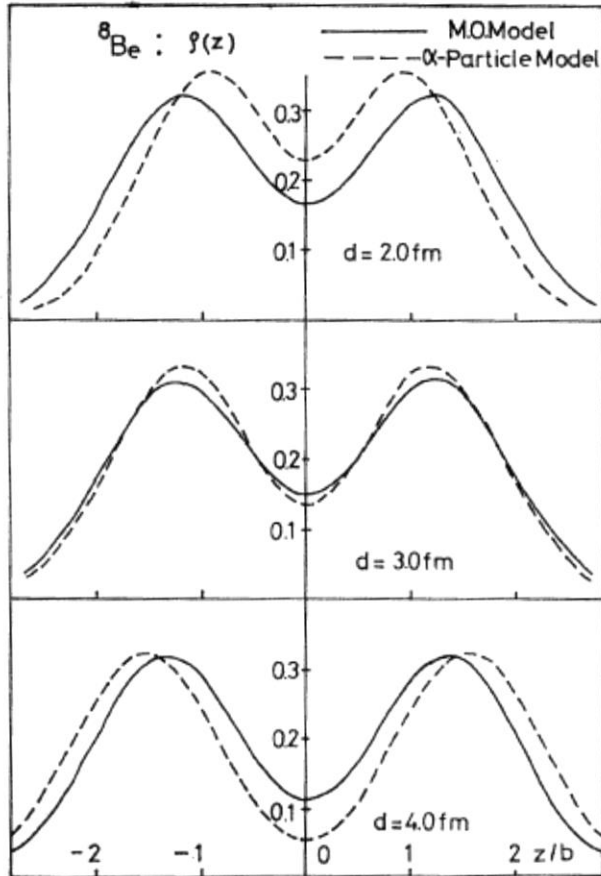 ⁸Be : ρ(z)
M.O.Model
α-Particle Model
0.3
0.2
0.1
d = 2.0 fm
0.3
0.2
0.1
d = 3.0 fm
0.3
0.2
0.1
d = 4.0 fm
-2 -1 0 1 2 z/b